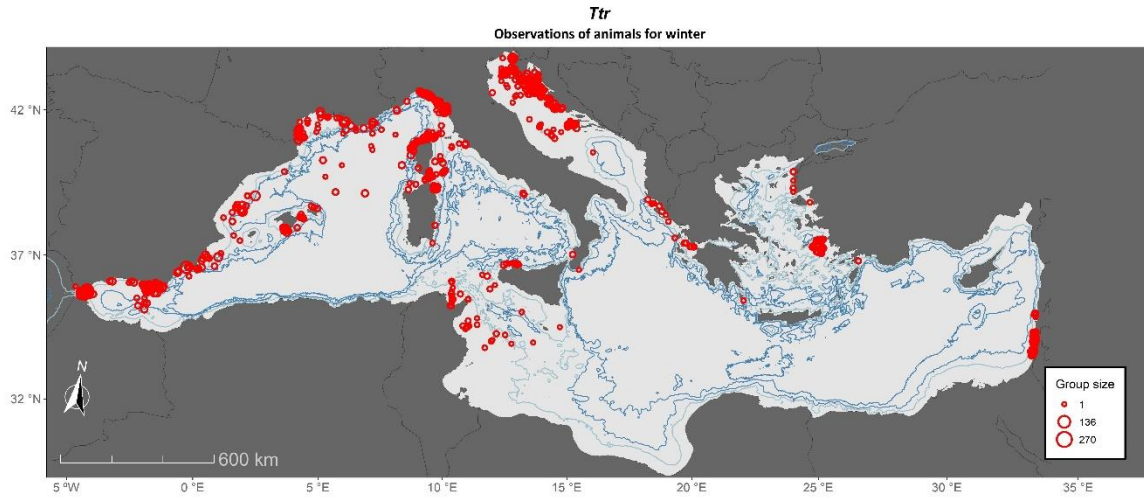 Ttr
Observations of animals for winter
42 °N
37 °N
32 °N
N
600 km
Group size
1
136
270
5°W
0 °E
5 °E
10 °E
15 °E
20 °E
25 °E
30 °E
35 °E